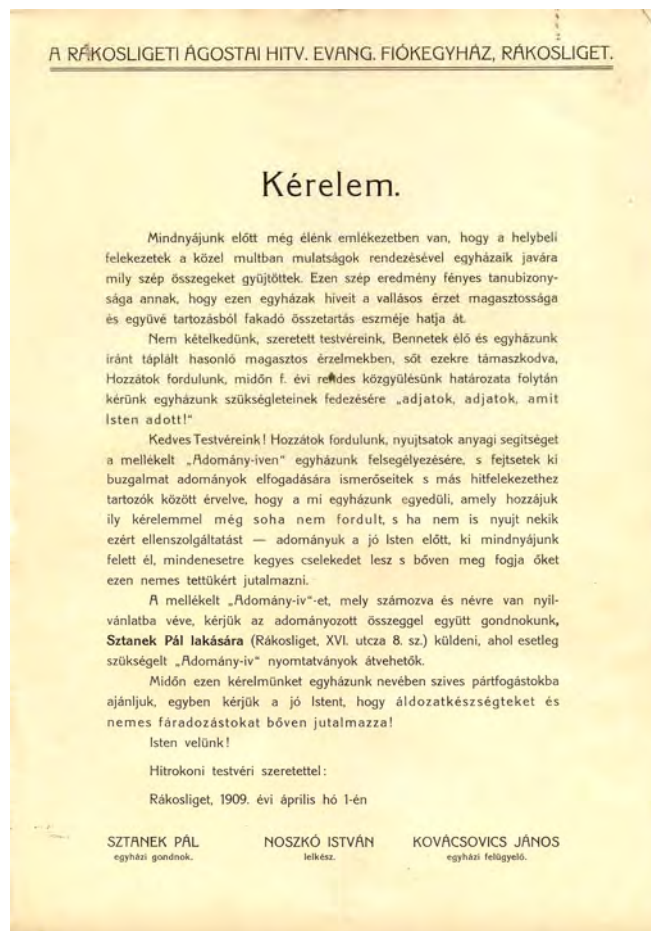 A RÁKOSLIGETI ÁGOSTAI HITV. EVANG. FIÓKEGYHÁZ, RÁKOSLIGET.
Kérelem.
Mindnyájunk előtt még élénk emlékezetben van, hogy a helybeli
felekezetek a közel multban mulatságok rendezésével egyházaik javára
mily szép összegeket gyüjtöttek. Ezen szép eredmény fényes tanubizony-
sága annak, hogy ezen egyházak híveit a vallásos érzet magasztossága
és együvé tartozásból fakadó összetartás eszméje hatja át.
Nem kételkedünk, szeretett testvéreink, Bennetek élő és egyházunk
iránt táplált hasonló magasztos érzelmekben, sőt ezekre támaszkodva,
Hozzátok fordulunk, midőn f. évi rendes közgyülésünk határozata folytán
kérünk egyházunk szükségleteinek fedezésére „adjatok, adjatok, amit
Isten adott!“
Kedves Testvéreink! Hozzátok fordulunk, nyujtsatok anyagi segitséget
a mellékelt „Adomány-iven“ egyházunk felsegélyezésére, s fejtsetek ki
buzgalmat adományok elfogadására ismerőseitek s más hitfelekezethez
tartozók között érvelve, hogy a mi egyházunk egyedüli, amely hozzájuk
ily kérelemmel még soha nem fordult, s ha nem is nyujt nekik
ezért ellenszolgáltatást — adományuk a jó Isten előtt, ki mindnyájunk
felett él, mindenesetre kegyes cselekedet lesz s bőven meg fogja őket
ezen nemes tettükért jutalmazni.
A mellékelt „Adomány-iv“-et, mely számozva és névre van nyil-
vánlatba véve, kérjük az adományozott összeggel együtt gondnokunk,
Sztanek Pál lakására (Rákosliget, XVI. utcza 8. sz.) küldeni, ahol esetleg
szükségelt „Adomány-iv“ nyomtatványok átvehetők.
Midőn ezen kérelmünket egyházunk nevében szives pártfogástokba
ajánljuk, egyben kérjük a jó Istent, hogy áldozatkészségteket és
nemes fáradozástokat bőven jutalmazza!
Isten velünk!
Hitrokoni testvéri szeretettel:
Rákosliget, 1909. évi április hó 1-én
SZTANEK PÁL NOSZKÓ ISTVÁN KOVÁCSOVICS JÁNOS
egyházi gondnok. lelkész. egyházi felügyelő.